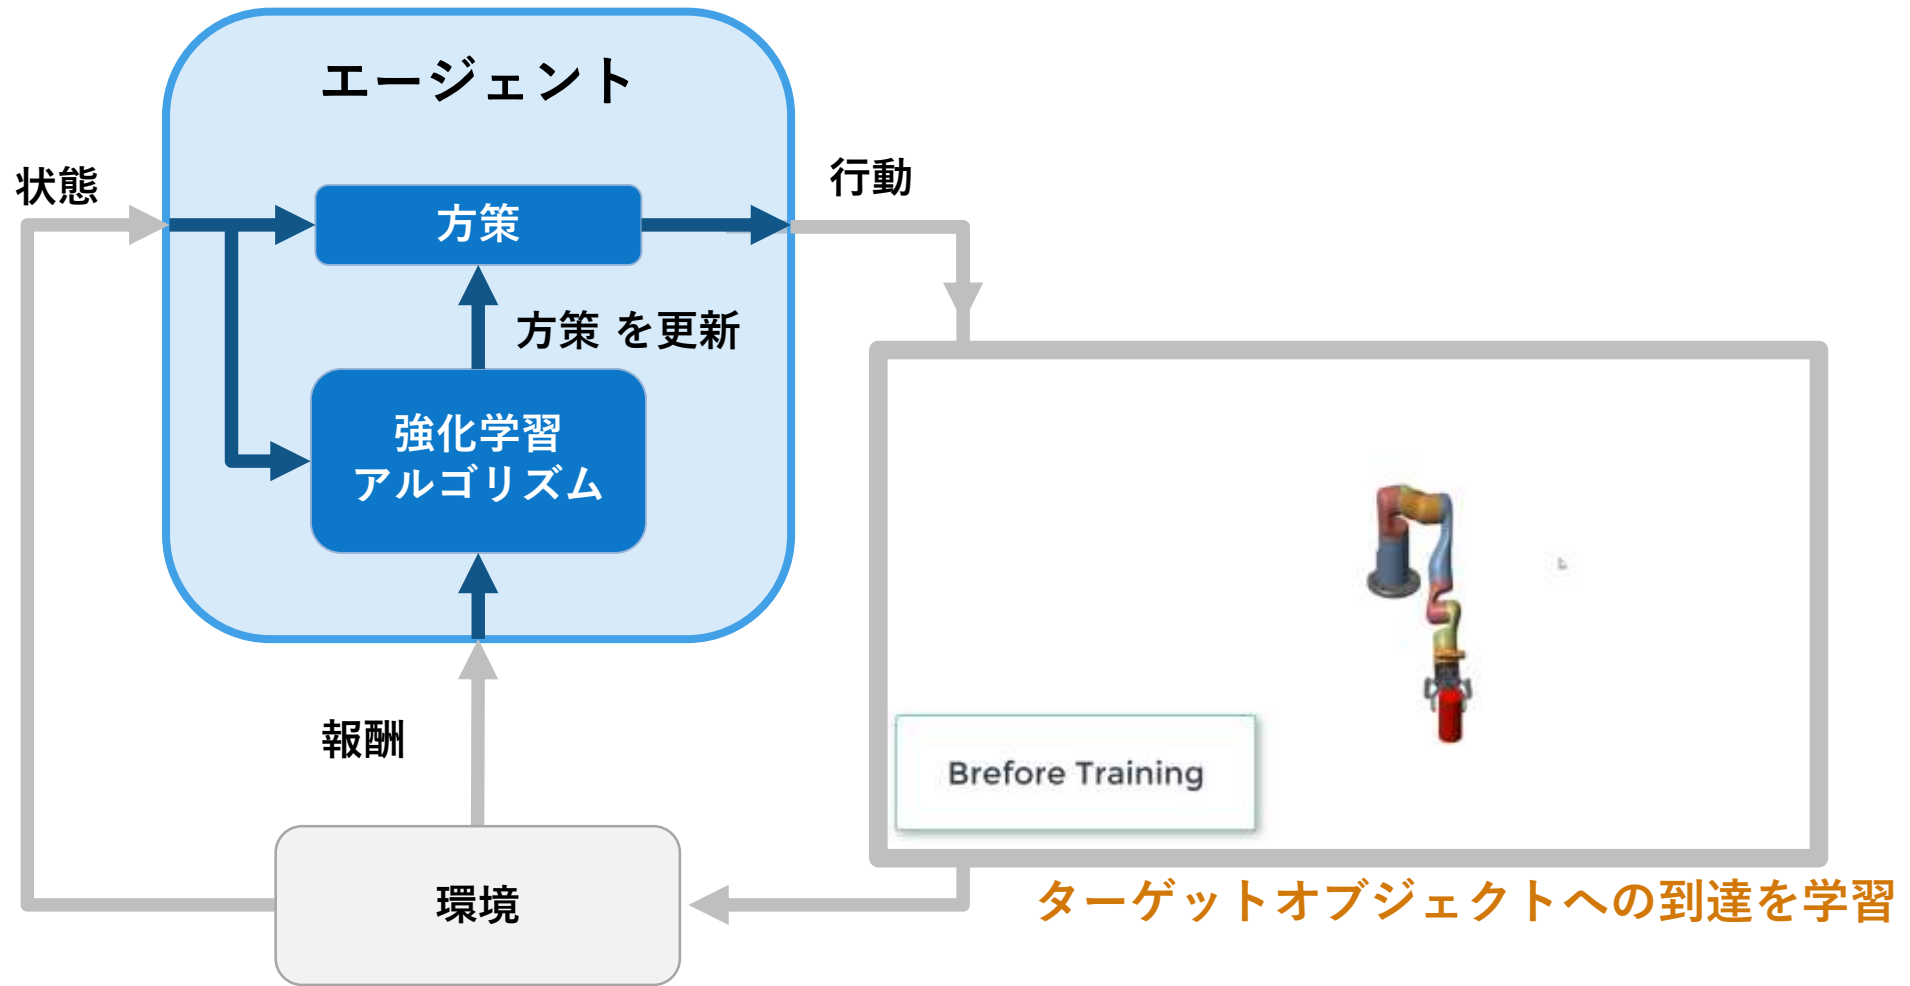 エージェント
状態
行動
方策
方策 を更新
強化学習
アルゴリズム
報酬
Brefore Training
環境
ターゲットオブジェクトへの到達を学習